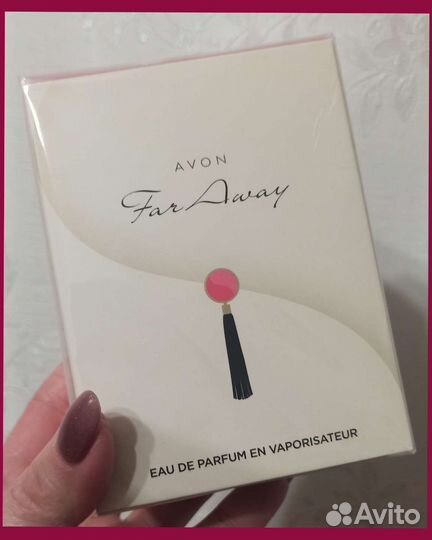 AVON
Far Away
EAU DE PARFUM EN VAPORISATEUR
Avito